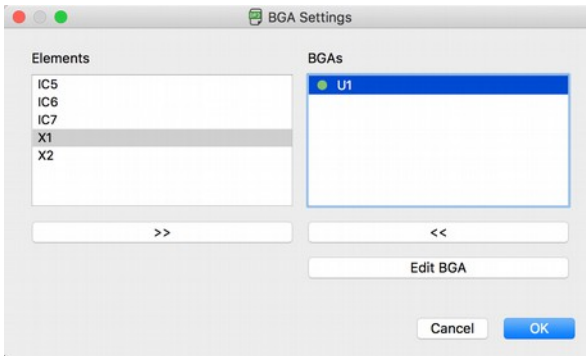 BGA Settings
Elements
IC5
IC6
IC7
X1
X2
>>
BGAs
U1
<<
Edit BGA
Cancel
OK